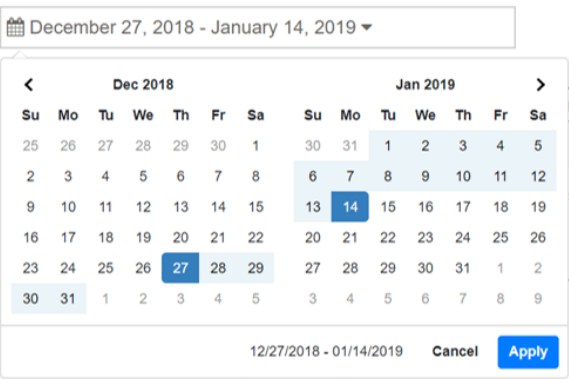 December 27, 2018 - January 14, 2019
Dec 2018 Jan 2019
Su Mo Tu We Th Fr Sa Su Mo Tu We Th Fr Sa
25 26 27 28 29 30 1 30 31 1 2 3 4 5
2 3 4 5 6 7 8 6 7 8 9 10 11 12
9 10 11 12 13 14 15 13 14 15 16 17 18 19
16 17 18 19 20 21 22 20 21 22 23 24 25 26
23 24 25 26 27 28 29 27 28 29 30 31 1 2
30 31 1 2 3 4 5 3 4 5 6 7 8 9
12/27/2018 - 01/14/2019 Cancel Apply